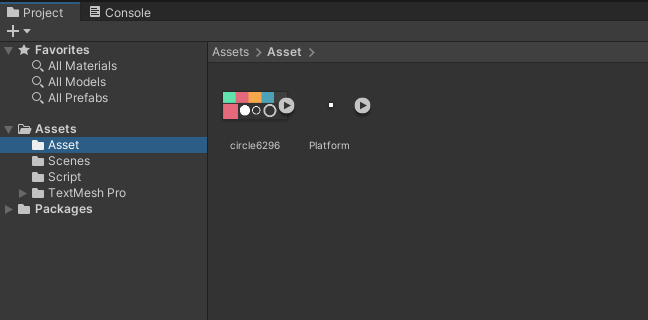 Project Console
Favorites
All Materials
All Models
All Prefabs
Assets
Asset
Scenes
Script
TextMesh Pro
Packages
Assets > Asset >
circle6296 Platform